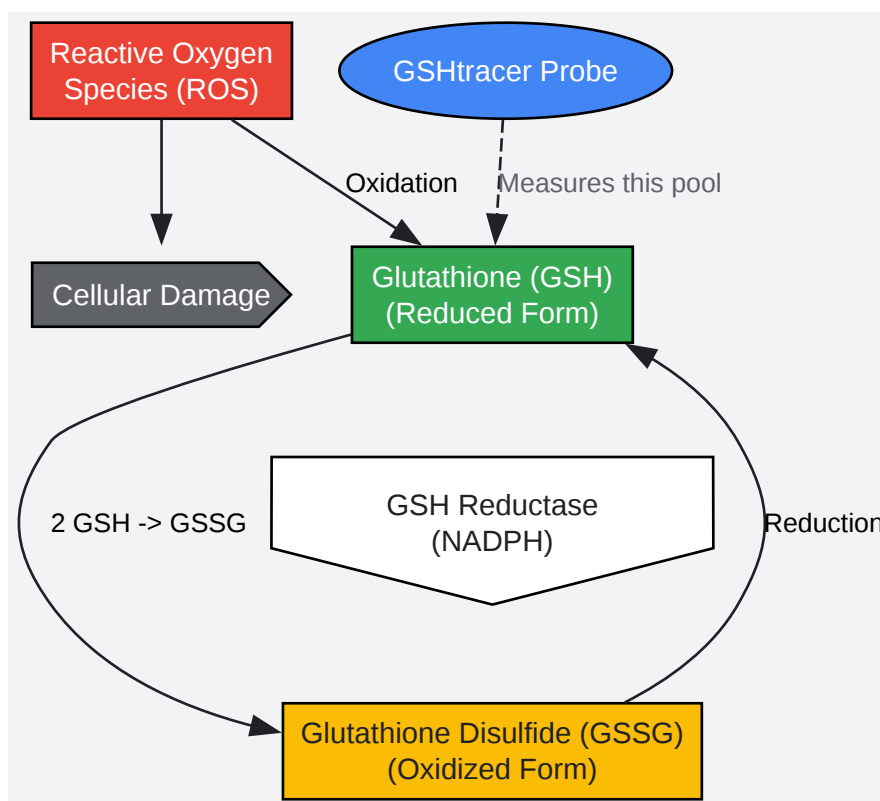 Reactive Oxygen
Species (ROS)
GSHtracer Probe
Oxidation
Measures this pool
Cellular Damage
Glutathione (GSH)
(Reduced Form)
2 GSH -> GSSG
GSH Reductase
(NADPH)
Reduction
Glutathione Disulfide (GSSG)
(Oxidized Form)